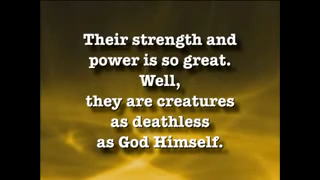 Their strength and
power is so great.
Well,
they are creatures
as deathless
as God Himself.